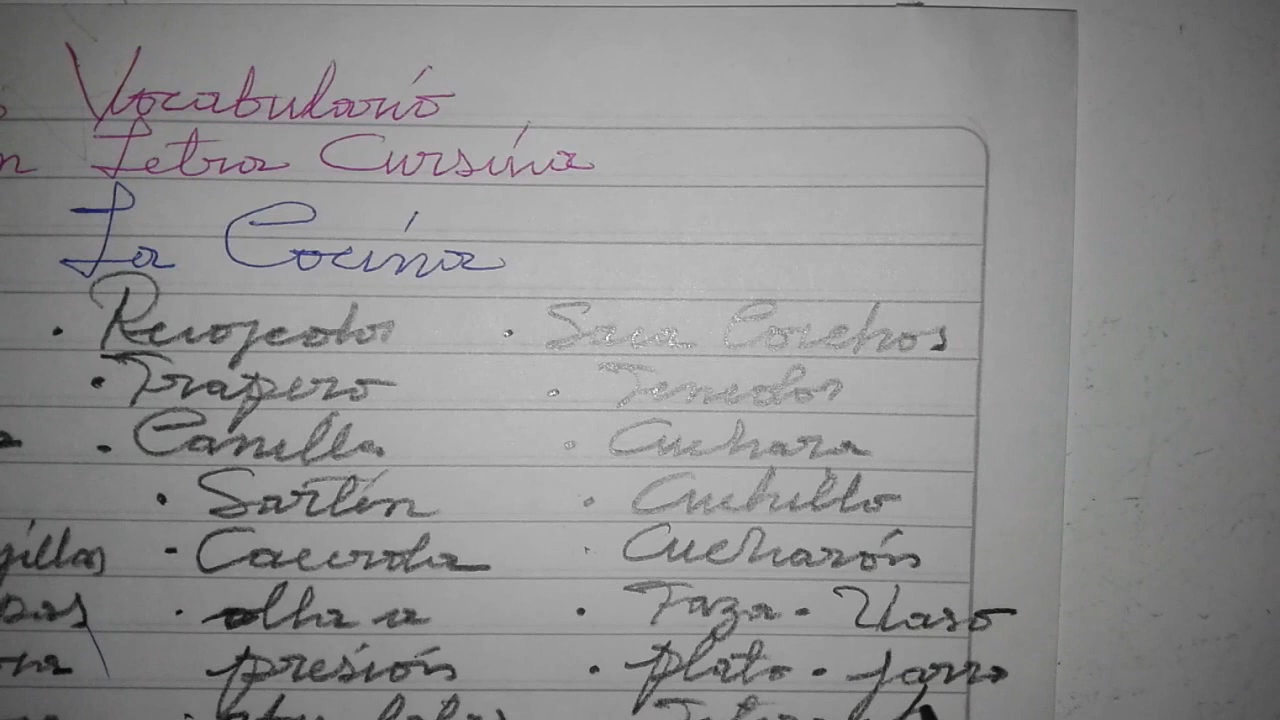 Vocabulario
Letra Cursiva
La Cocina
. Recojedor . Saca Corchos
. Trapero . Tenedor
. Canilla . Cuchara
. Sartén . Cuchillo
- Cacerola . Cucharón
. olla a . Taza - Vaso
presión . plato - jarro